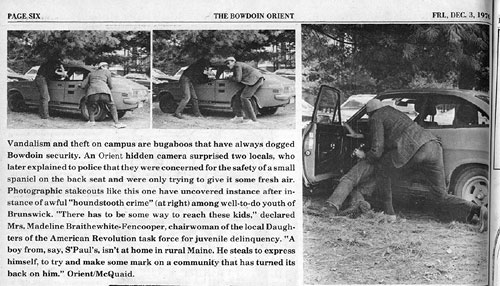 PAGE SIX THE BOWDOIN ORIENT FRI., DEC. 3, 1976
Vandalism and theft on campus are bugaboos that have always dogged
Bowdoin security. An Orient hidden camera surprised two locals, who
later explained to police that they were concerned for the safety of a small
spaniel on the back seat and were only trying to give it some fresh air.
Photographic stakeouts like this one have uncovered instance after in-
stance of awful "houndstooth crime" (at right) among well-to-do youth of
Brunswick. "There has to be some way to reach these kids," declared
Mrs. Madeline Braithewhite-Fencooper, chairwoman of the local Daugh-
ters of the American Revolution task force for juvenile delinquency. "A
boy from, say, S'Paul's, isn't at home in rural Maine. He steals to express
himself, to try and make some mark on a community that has turned its
back on him." Orient/McQuaid.